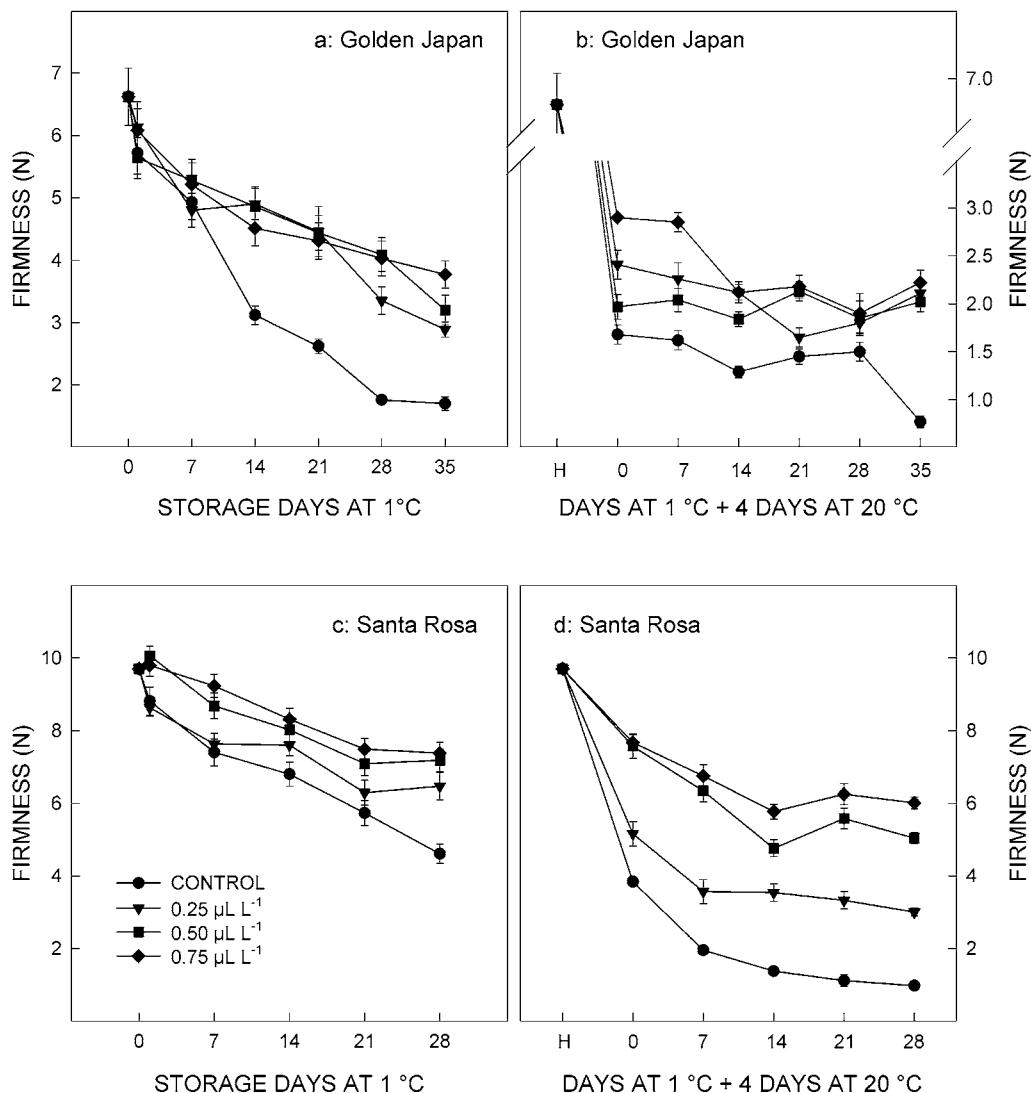 a: Golden Japan
b: Golden Japan
FIRMNESS (N)
7
6
5
4
3
2
0 7 14 21 28 35
STORAGE DAYS AT 1°C
7.0
3.0
2.5
2.0
1.5
1.0
FIRMNESS (N)
H 0 7 14 21 28 35
DAYS AT 1 °C + 4 DAYS AT 20 °C
c: Santa Rosa
d: Santa Rosa
FIRMNESS (N)
10
8
6
4
2
CONTROL
0.25 µL L⁻¹
0.50 µL L⁻¹
0.75 µL L⁻¹
0 7 14 21 28
STORAGE DAYS AT 1 °C
10
8
6
4
2
FIRMNESS (N)
H 0 7 14 21 28
DAYS AT 1 °C + 4 DAYS AT 20 °C